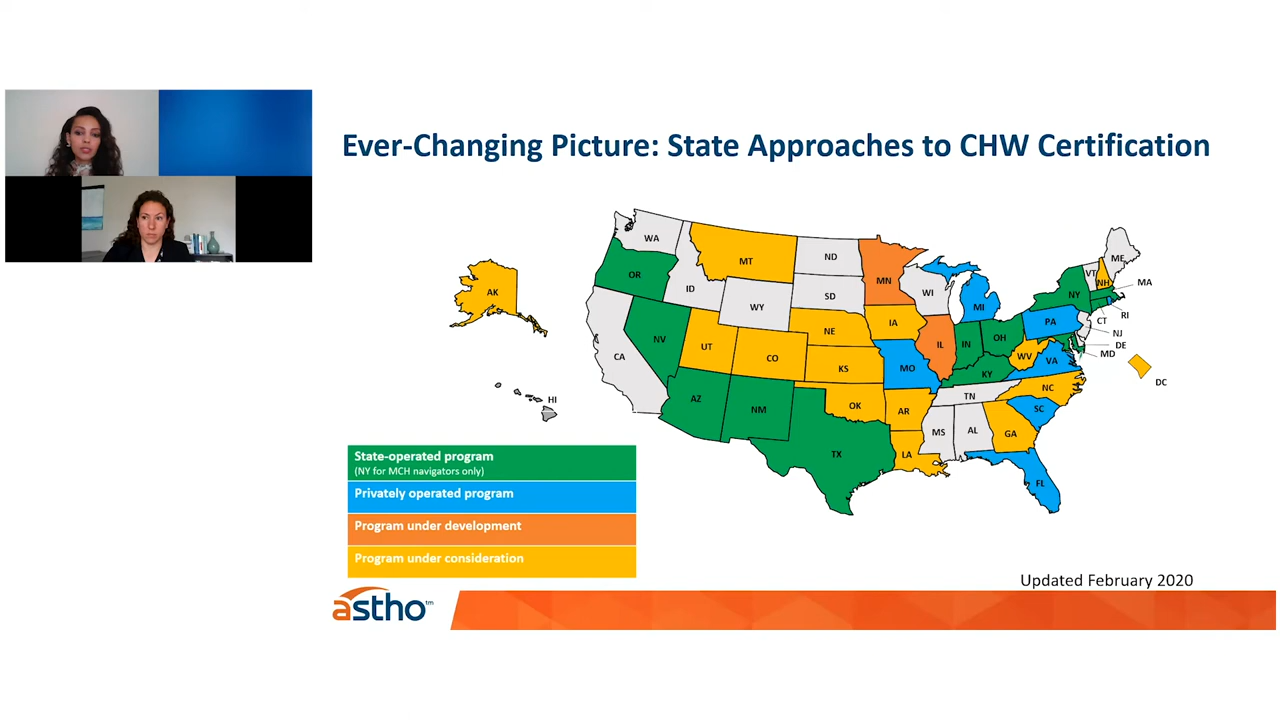 Ever-Changing Picture: State Approaches to CHW Certification
WA
MT
ND
MN
ME
OR
ID
SD
WI
VT
NH
MA
AK
WY
MI
NY
RI
CT
NV
NE
IA
PA
NJ
UT
CO
IL
IN
OH
DE
CA
KS
MO
WV
VA
MD
KY
DC
HI
AZ
NM
OK
AR
TN
NC
MS
AL
GA
SC
TX
LA
FL
State-operated program
(NY for MCH navigators only)
Privately operated program
Program under development
Program under consideration
Updated February 2020
astho™